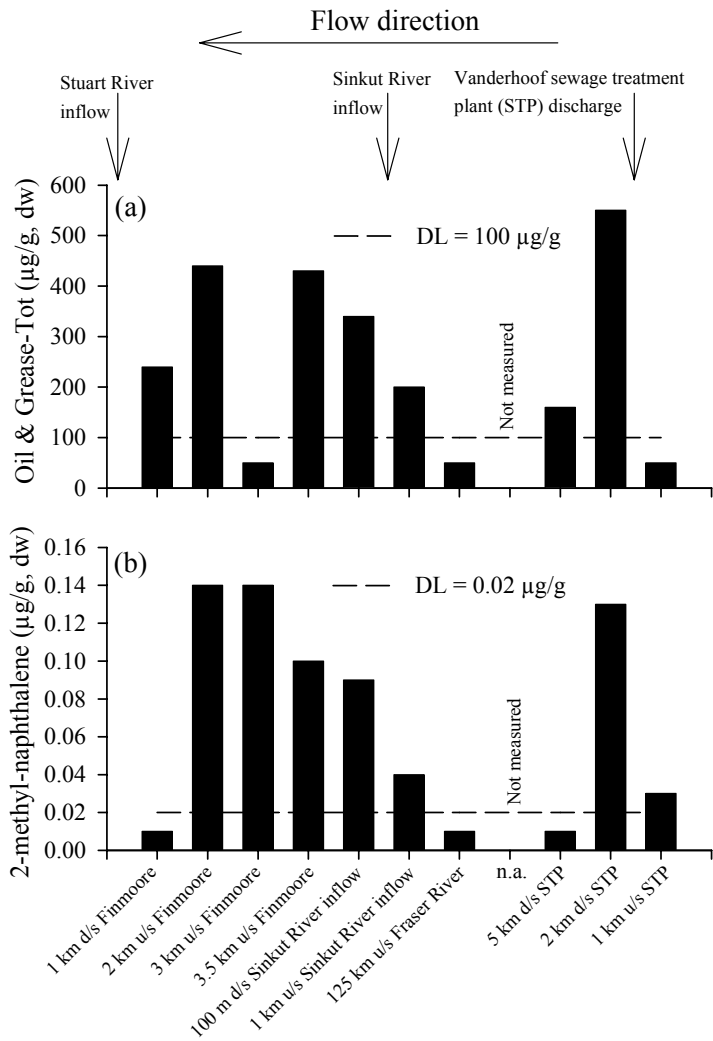 Flow direction
Stuart River
inflow
Sinkut River
inflow
Vanderhoof sewage treatment
plant (STP) discharge
Oil & Grease-Tot (µg/g, dw)
600
500
400
300
200
100
0
(a)
DL = 100 µg/g
Not measured
2-methyl-naphthalene (µg/g, dw)
0.16
0.14
0.12
0.10
0.08
0.06
0.04
0.02
0.00
(b)
DL = 0.02 µg/g
Not measured
1 km d/s Finmoore
2 km u/s Finmoore
3 km u/s Finmoore
3.5 km u/s Finmoore
100 m d/s Sinkut River inflow
1 km u/s Sinkut River inflow
125 km u/s Fraser River
n.a.
5 km d/s STP
2 km d/s STP
1 km u/s STP